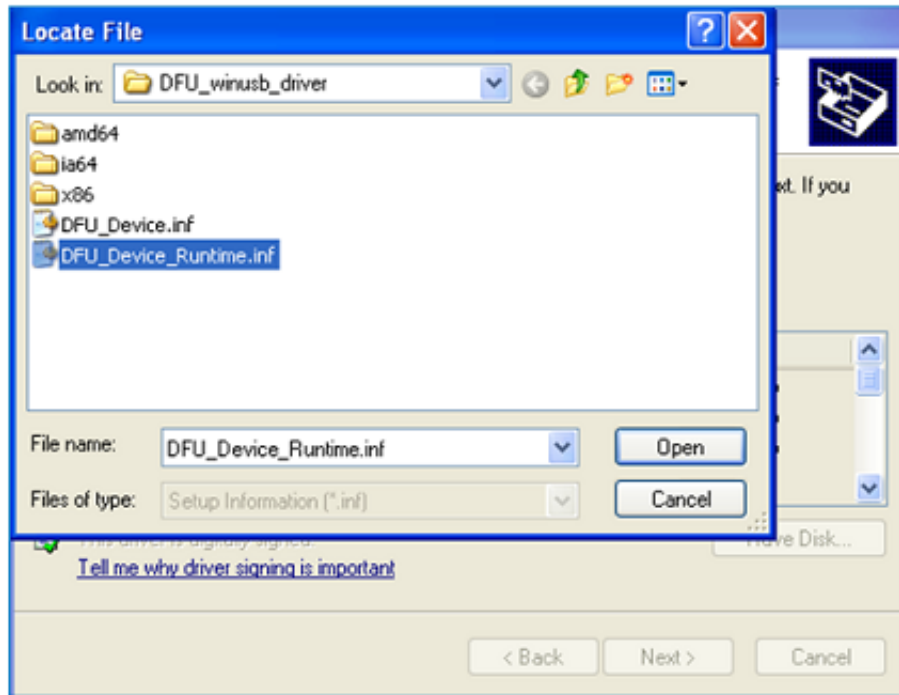 Locate File
Look in: DFU_winusb_driver
amd64
ia64
x86
DFU_Device.inf
DFU_Device_Runtime.inf
If you
File name: DFU_Device_Runtime.inf Open
Files of type: Setup Information (*.inf) Cancel
This driver is digitally signed. Disk...
Tell me why driver signing is important
< Back Next > Cancel